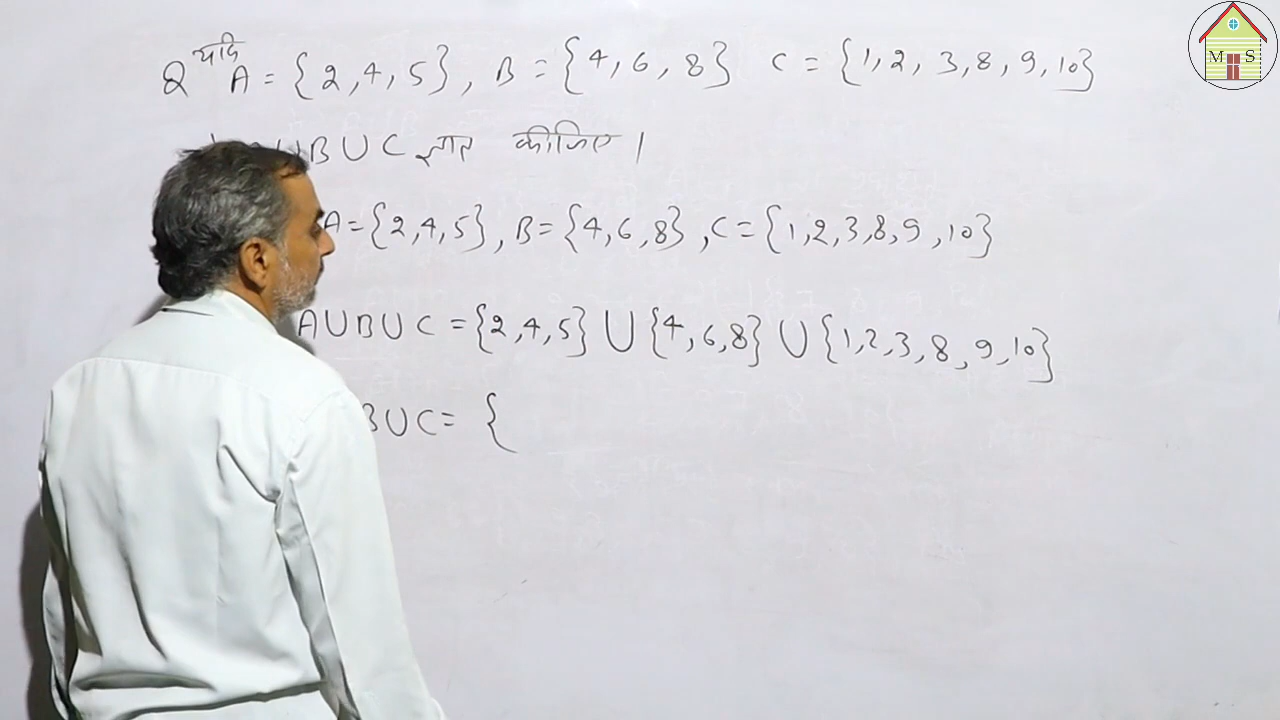 Q यदि A = {2,4,5}, B = {4,6,8} C = {1,2,3,8,9,10}
UBUC ज्ञात कीजिए।
A={2,4,5}, B={4,6,8}, C={1,2,3,8,9,10}
AUBUC = {2,4,5} U {4,6,8} U {1,2,3,8,9,10}
BUC = {
M S